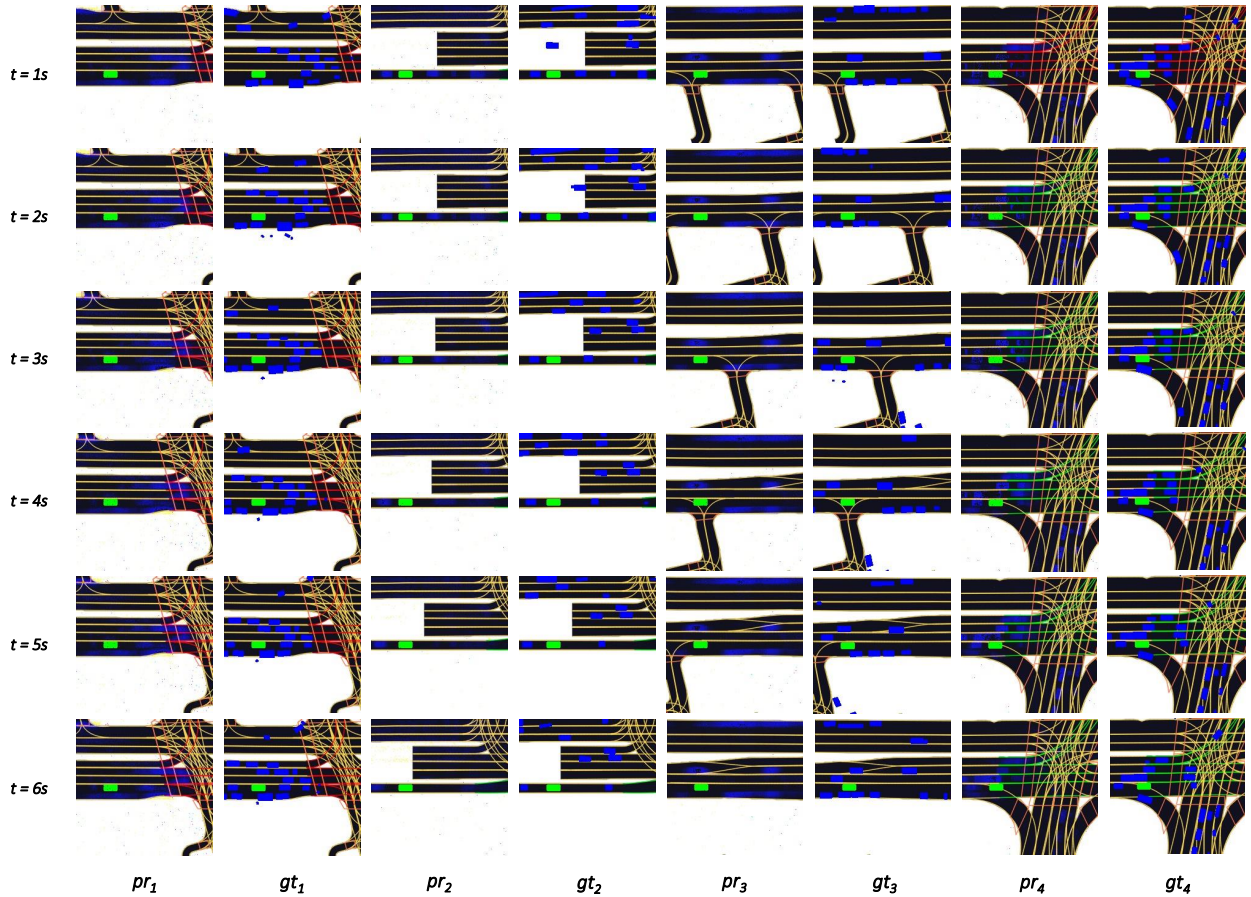 t = 1s
t = 2s
t = 3s
t = 4s
t = 5s
t = 6s
pr₁ gt₁ pr₂ gt₂ pr₃ gt₃ pr₄ gt₄